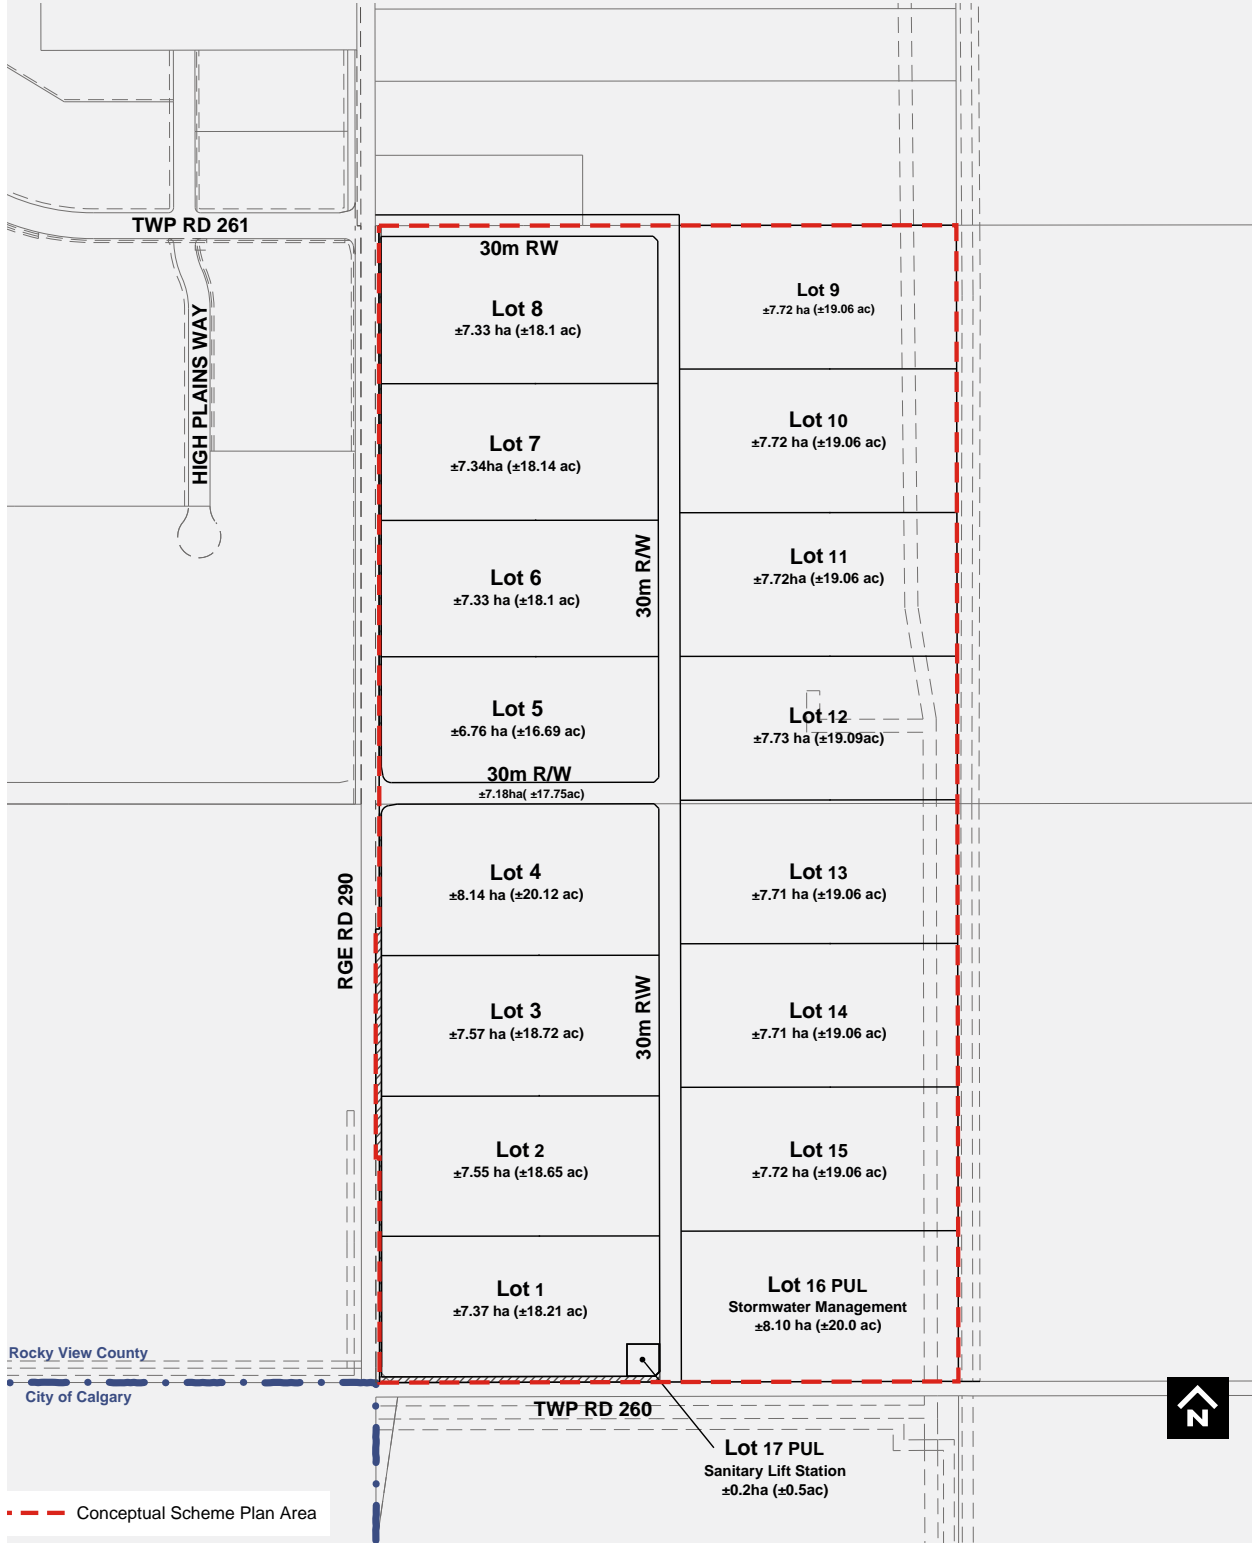 TWP RD 261
HIGH PLAINS WAY
30m RW
Lot 8
±7.33 ha (±18.1 ac)
Lot 9
±7.72 ha (±19.06 ac)
Lot 7
±7.34ha (±18.14 ac)
Lot 10
±7.72 ha (±19.06 ac)
Lot 6
±7.33 ha (±18.1 ac)
30m R/W
Lot 11
±7.72ha (±19.06 ac)
Lot 5
±6.76 ha (±16.69 ac)
Lot 12
±7.73 ha (±19.09ac)
30m R/W
±7.18ha( ±17.75ac)
RGE RD 290
Lot 4
±8.14 ha (±20.12 ac)
Lot 13
±7.71 ha (±19.06 ac)
Lot 3
±7.57 ha (±18.72 ac)
30m R\W
Lot 14
±7.71 ha (±19.06 ac)
Lot 2
±7.55 ha (±18.65 ac)
Lot 15
±7.72 ha (±19.06 ac)
Lot 1
±7.37 ha (±18.21 ac)
Lot 16 PUL
Stormwater Management
±8.10 ha (±20.0 ac)
Rocky View County
City of Calgary
TWP RD 260
N
Lot 17 PUL
Sanitary Lift Station
±0.2ha (±0.5ac)
Conceptual Scheme Plan Area